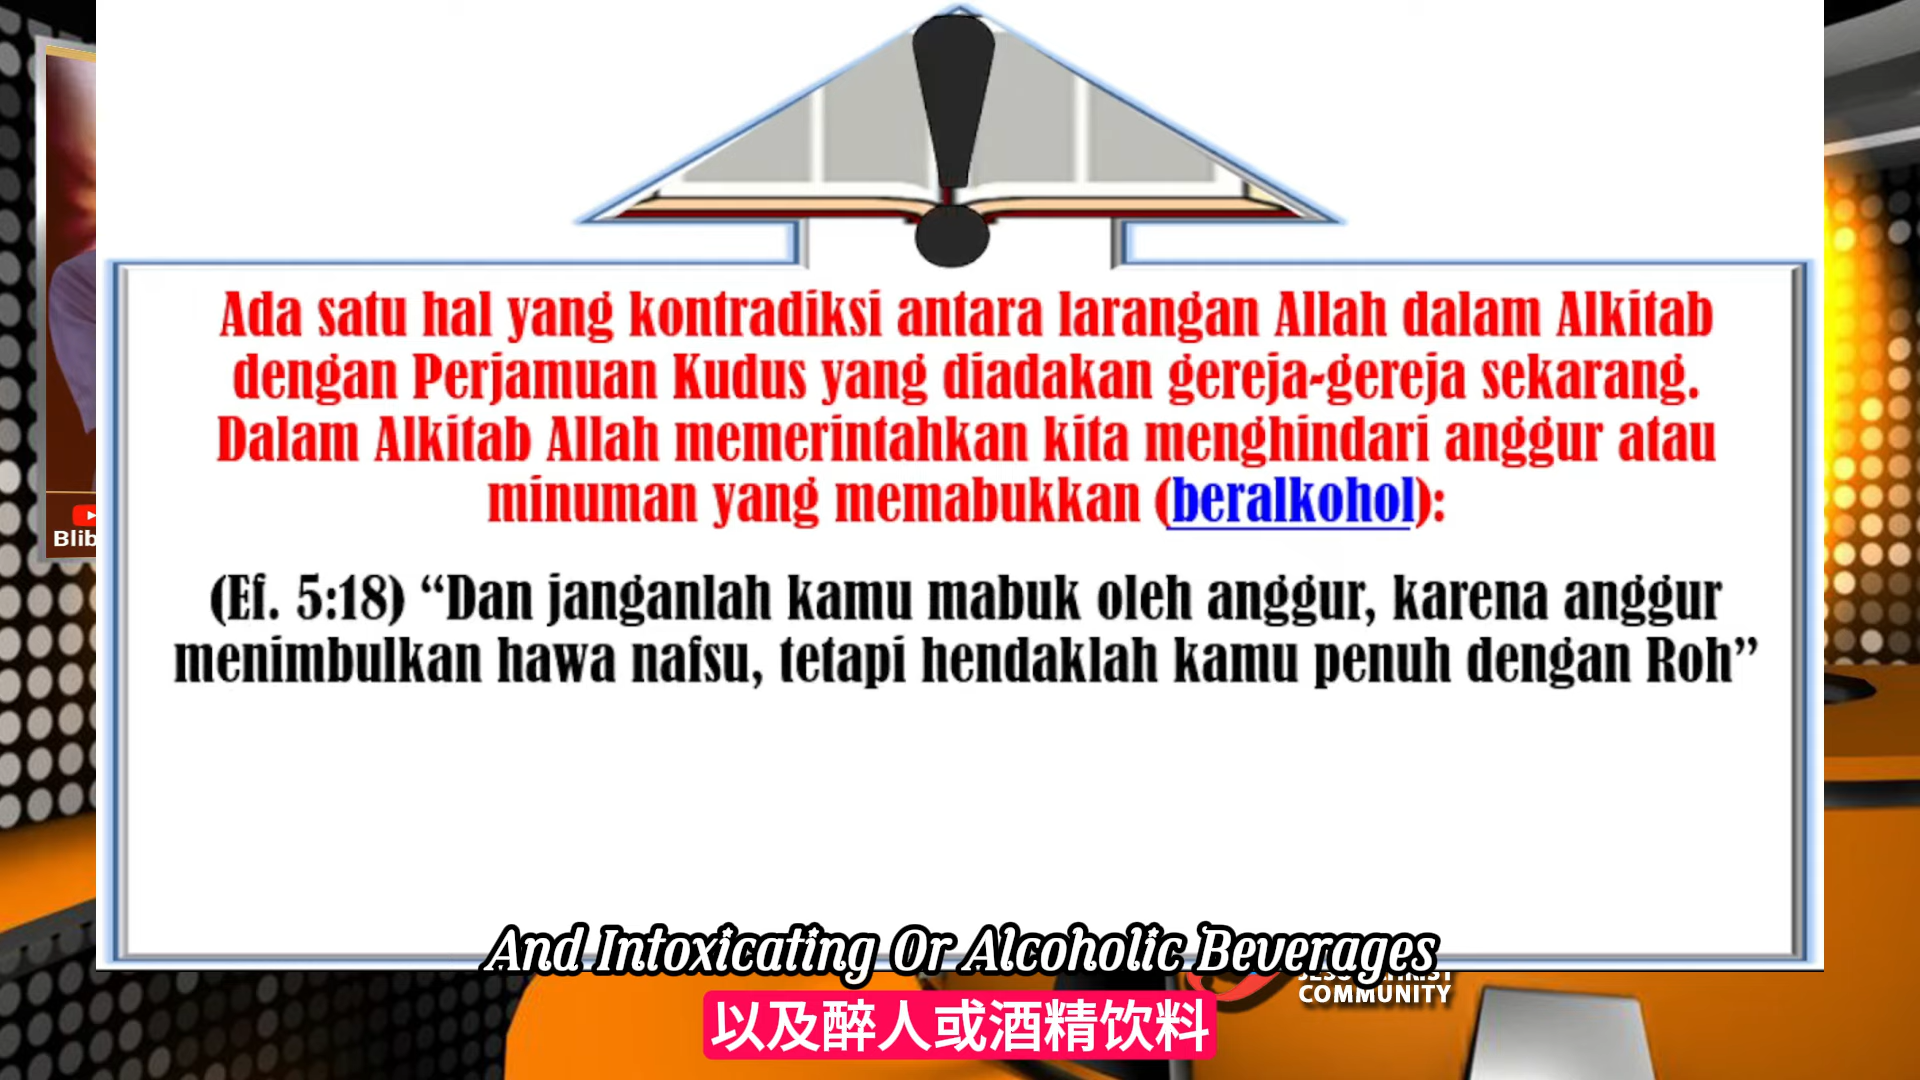 Ada satu hal yang kontradiksi antara larangan Allah dalam Alkitab
dengan Perjamuan Kudus yang diadakan gereja-gereja sekarang.
Dalam Alkitab Allah memerintahkan kita menghindari anggur atau
minuman yang memabukkan (beralkohol):
(Ef. 5:18) “Dan janganlah kamu mabuk oleh anggur, karena anggur
menimbulkan hawa nafsu, tetapi hendaklah kamu penuh dengan Roh”
Blib
And Intoxicating Or Alcoholic Beverages
COMMUNITY
以及醉人或酒精饮料